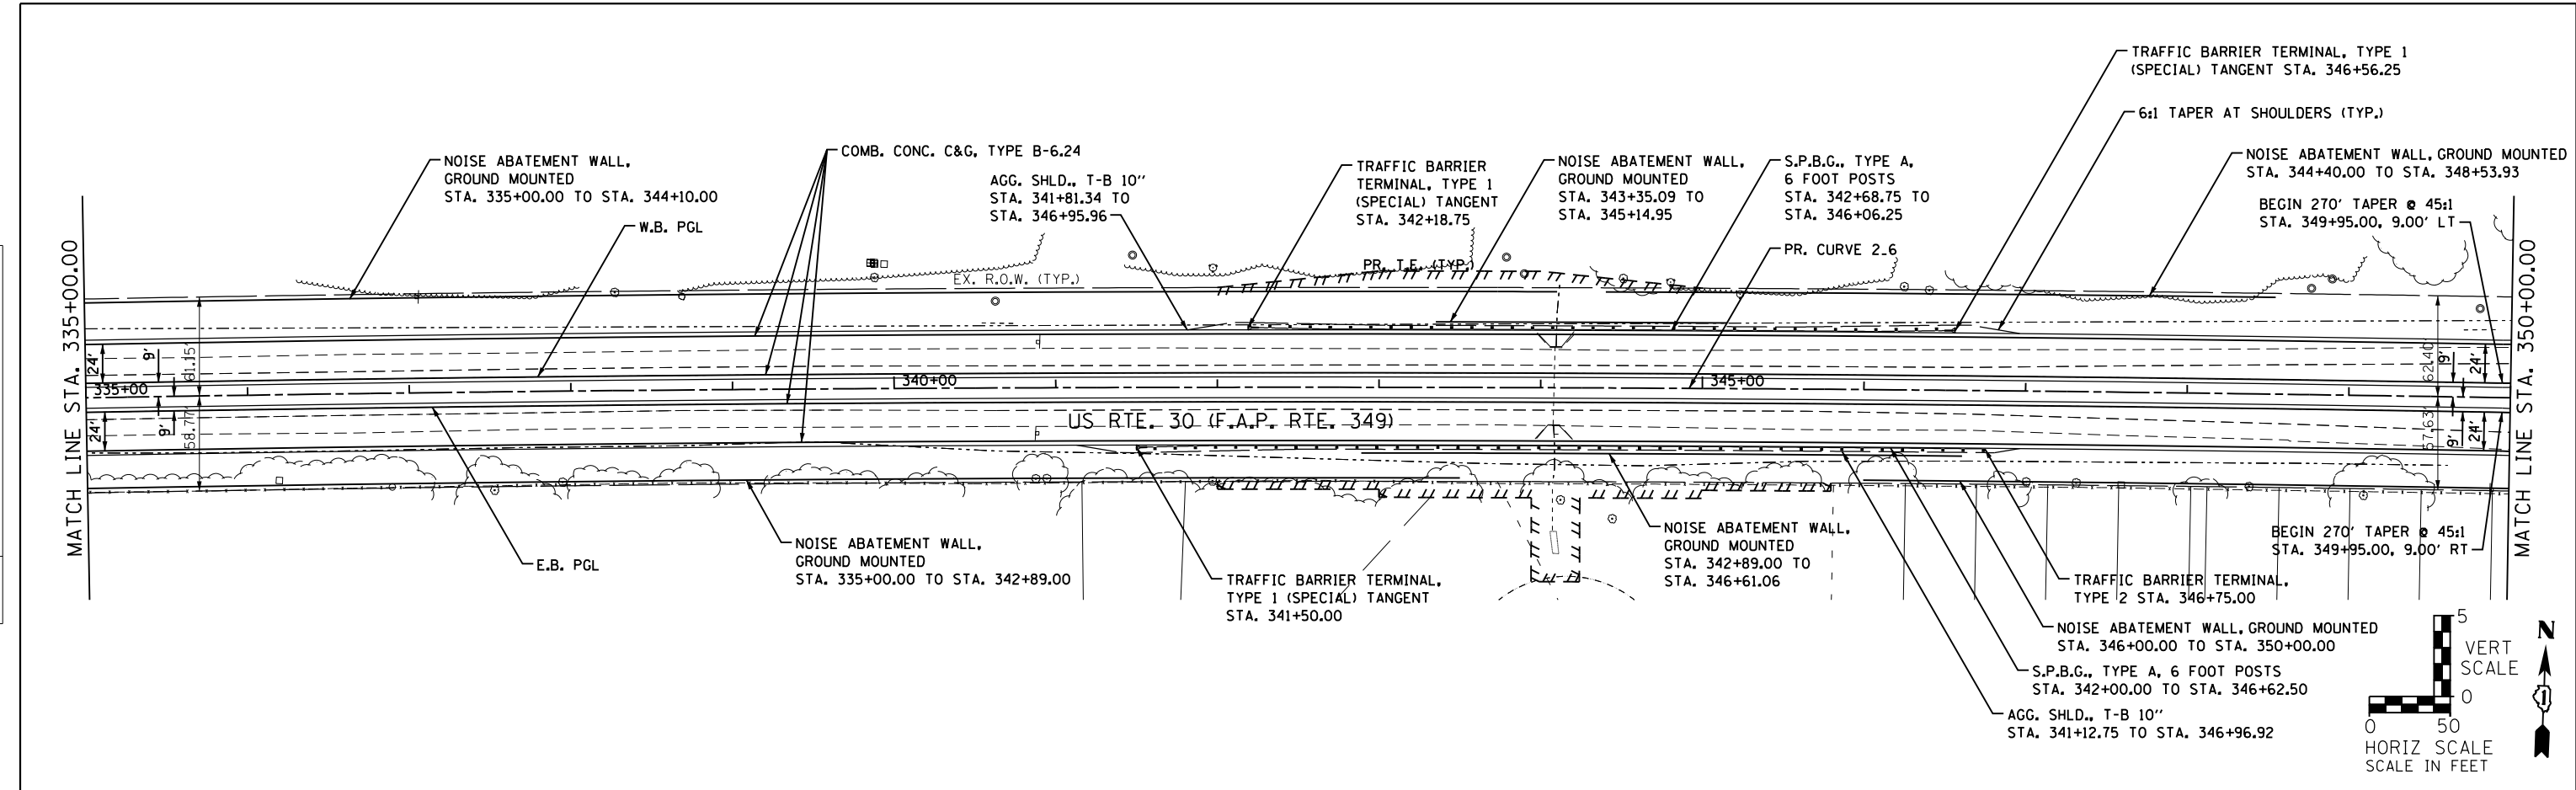 TRAFFIC BARRIER TERMINAL, TYPE 1
(SPECIAL) TANGENT STA. 346+56.25
6:1 TAPER AT SHOULDERS (TYP.)
NOISE ABATEMENT WALL,
GROUND MOUNTED
STA. 335+00.00 TO STA. 344+10.00
W.B. PGL
COMB. CONC. C&G, TYPE B-6.24
AGG. SHLD., T-B 10''
STA. 341+81.34 TO
STA. 346+95.96
TRAFFIC BARRIER
TERMINAL, TYPE 1
(SPECIAL) TANGENT
STA. 342+18.75
NOISE ABATEMENT WALL,
GROUND MOUNTED
STA. 343+35.09 TO
STA. 345+14.95
S.P.B.G., TYPE A,
6 FOOT POSTS
STA. 342+68.75 TO
STA. 346+06.25
PR. CURVE 2_6
NOISE ABATEMENT WALL, GROUND MOUNTED
STA. 344+40.00 TO STA. 348+53.93
BEGIN 270' TAPER @ 45:1
STA. 349+95.00, 9.00' LT
MATCH LINE STA. 335+00.00
EX. R.O.W. (TYP.)
PR. T.E. (TYP.)
MATCH LINE STA. 350+00.00
24'
9'
61.15'
335+00
340+00
345+00
62.40'
9'
24'
24'
9'
58.77'
US RTE. 30 (F.A.P. RTE. 349)
57.63'
9'
24'
E.B. PGL
NOISE ABATEMENT WALL,
GROUND MOUNTED
STA. 335+00.00 TO STA. 342+89.00
TRAFFIC BARRIER TERMINAL,
TYPE 1 (SPECIAL) TANGENT
STA. 341+50.00
NOISE ABATEMENT WALL,
GROUND MOUNTED
STA. 342+89.00 TO
STA. 346+61.06
BEGIN 270' TAPER @ 45:1
STA. 349+95.00, 9.00' RT
TRAFFIC BARRIER TERMINAL,
TYPE 2 STA. 346+75.00
NOISE ABATEMENT WALL, GROUND MOUNTED
STA. 346+00.00 TO STA. 350+00.00
S.P.B.G., TYPE A, 6 FOOT POSTS
STA. 342+00.00 TO STA. 346+62.50
AGG. SHLD., T-B 10''
STA. 341+12.75 TO STA. 346+96.92
5
VERT
SCALE
0
0 50
HORIZ SCALE
SCALE IN FEET
N